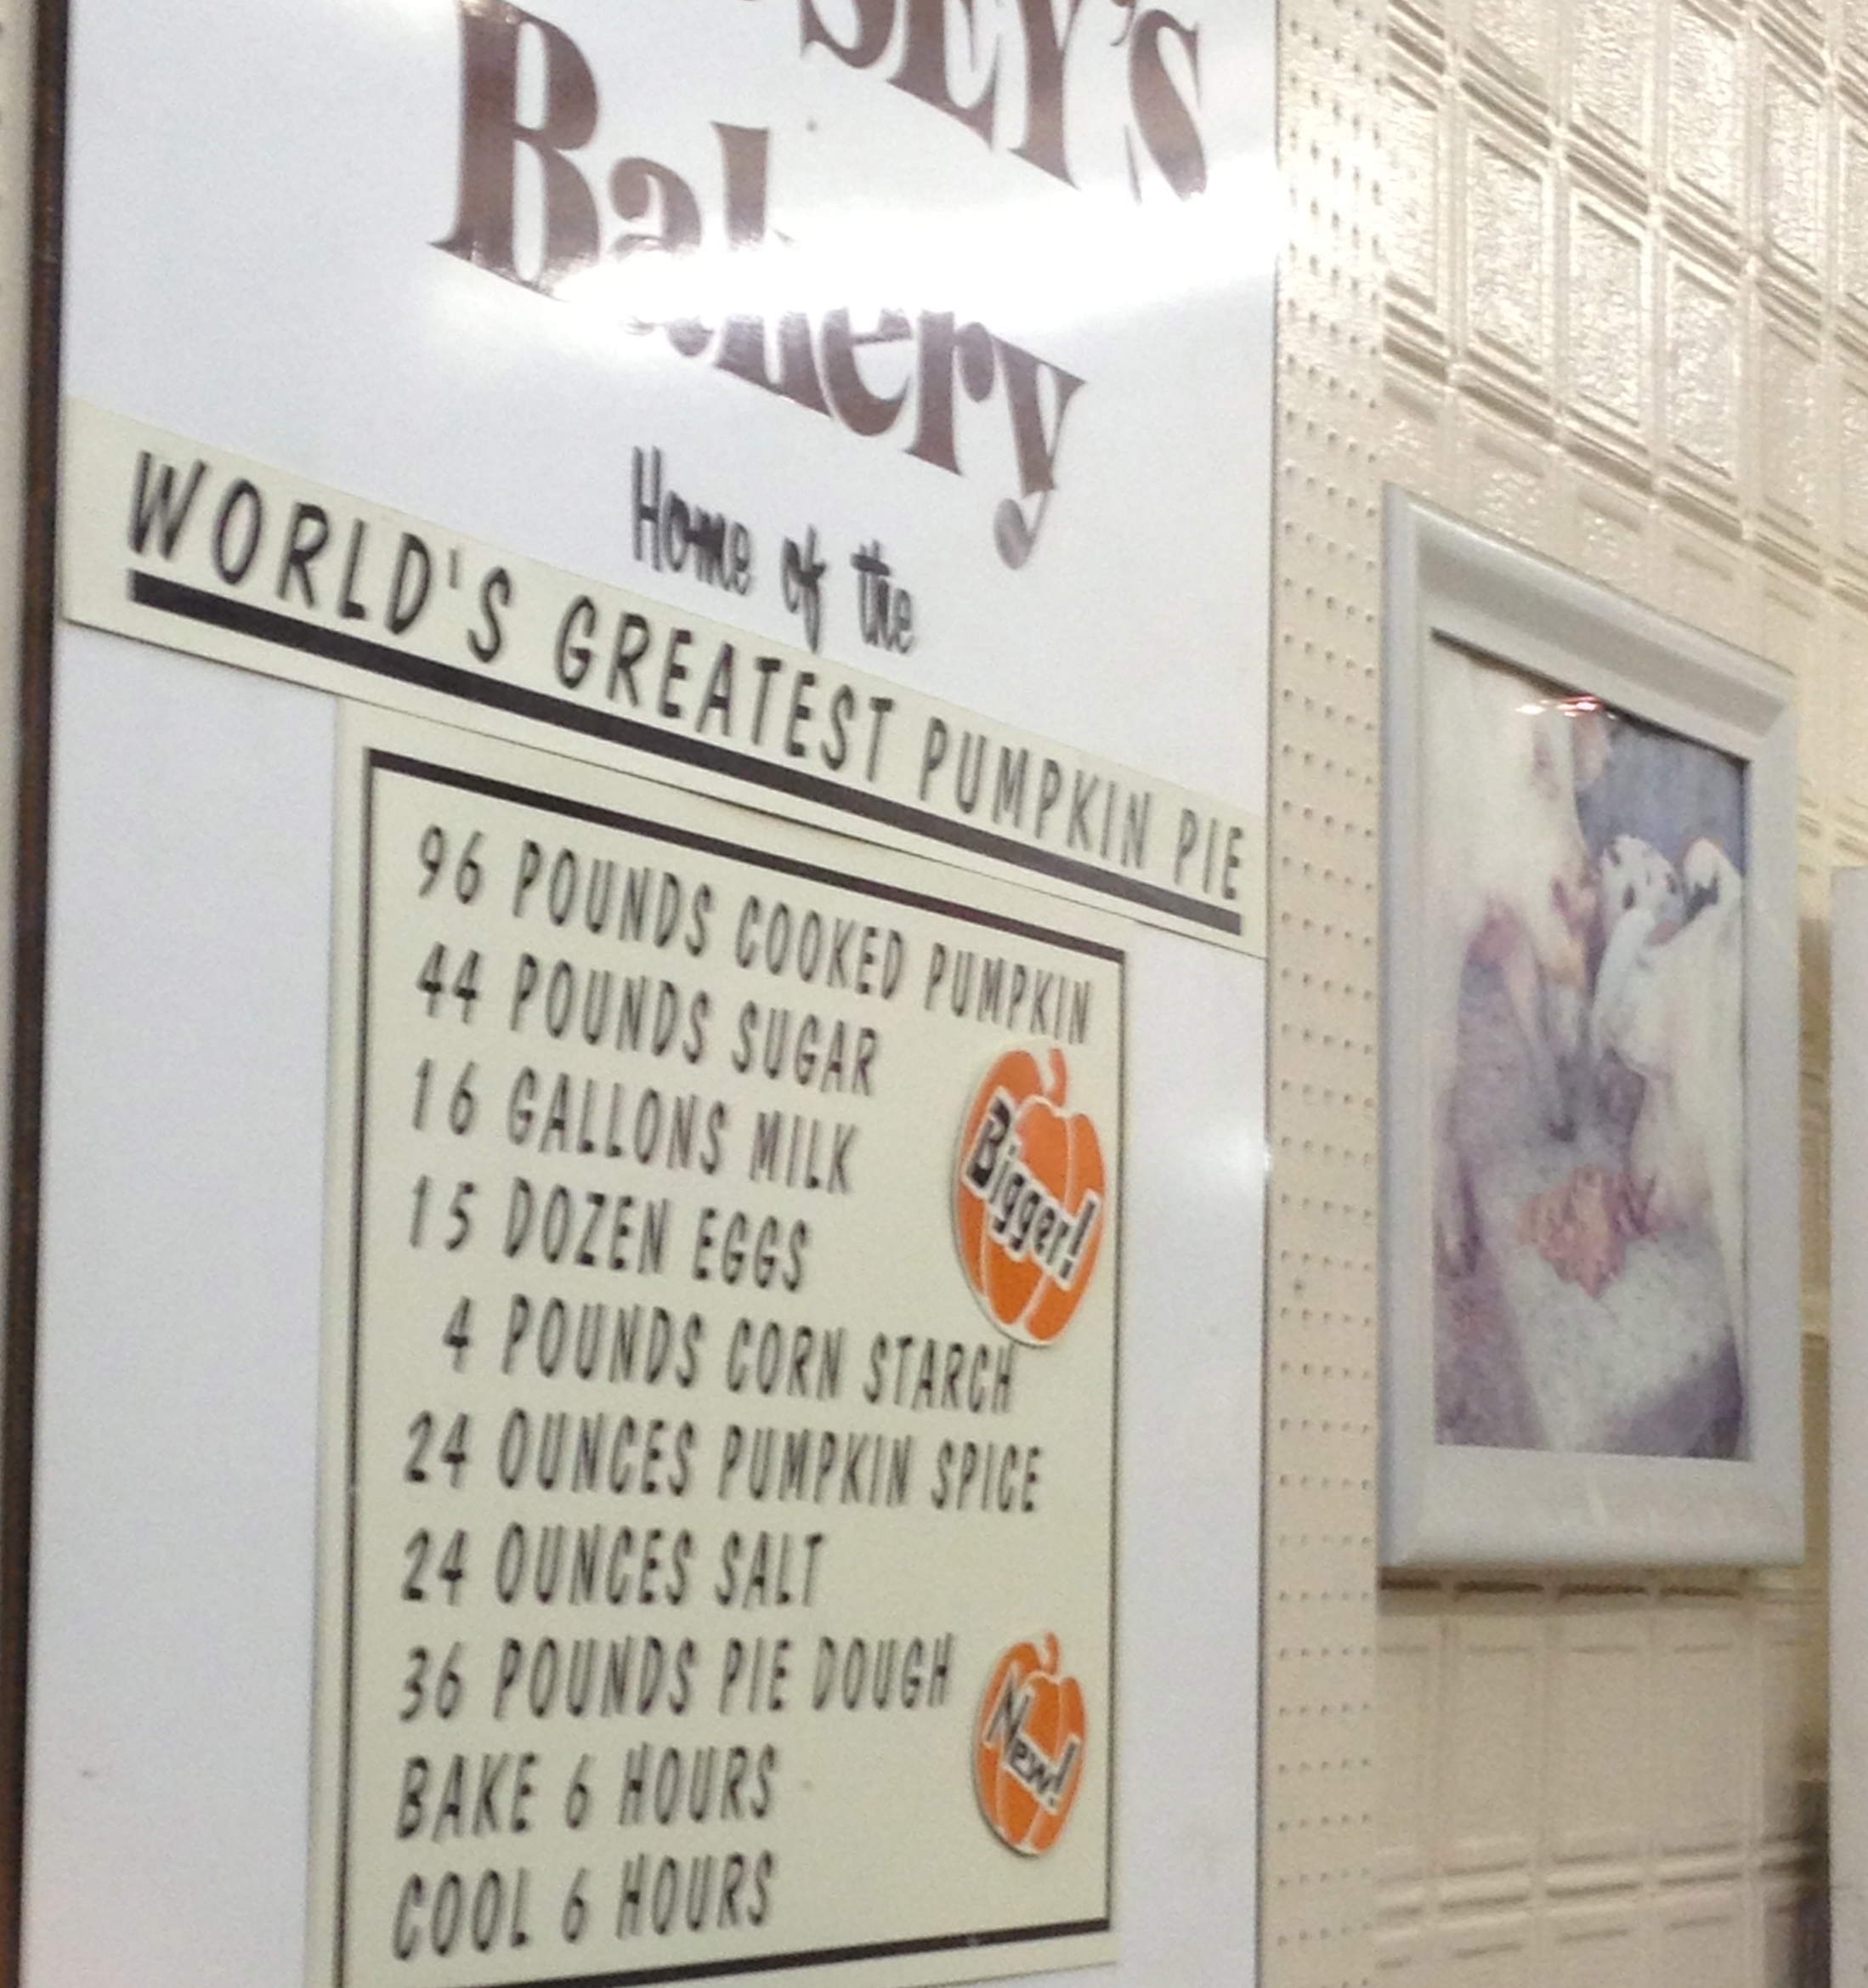 SEY'S
Bakery
Home of the
WORLD'S GREATEST PUMPKIN PIE
96 POUNDS COOKED PUMPKIN
44 POUNDS SUGAR
16 GALLONS MILK
15 DOZEN EGGS
4 POUNDS CORN STARCH
24 OUNCES PUMPKIN SPICE
24 OUNCES SALT
36 POUNDS PIE DOUGH
BAKE 6 HOURS
COOL 6 HOURS
Bigger!
New!